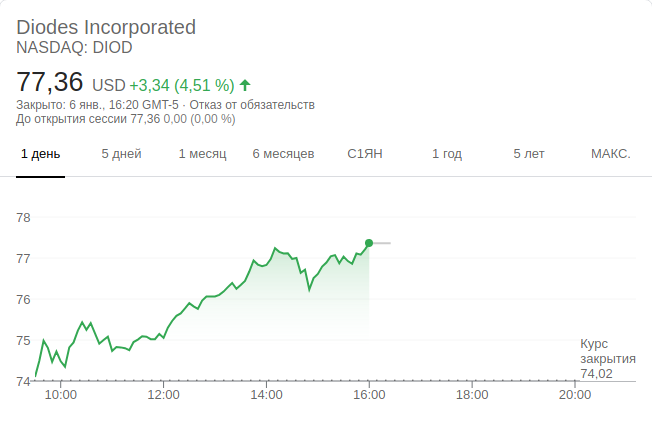 Diodes Incorporated
NASDAQ: DIOD
77,36 USD +3,34 (4,51 %)
Закрыто: 6 янв., 16:20 GMT-5 · Отказ от обязательств
До открытия сессии 77,36 0,00 (0,00 %)
1 день 5 дней 1 месяц 6 месяцев С1ЯН 1 год 5 лет МАКС.
78
77
76
75
74
Курс
закрытия
74,02
10:00 12:00 14:00 16:00 18:00 20:00